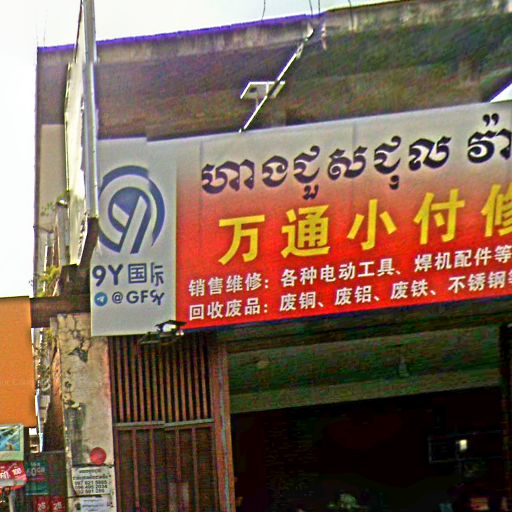 ហាងជួសជុល វ៉ា
万通小付修
9Y国际
@GFSY
销售维修：各种电动工具、焊机配件等
回收废品：废铜、废铝、废铁、不锈钢